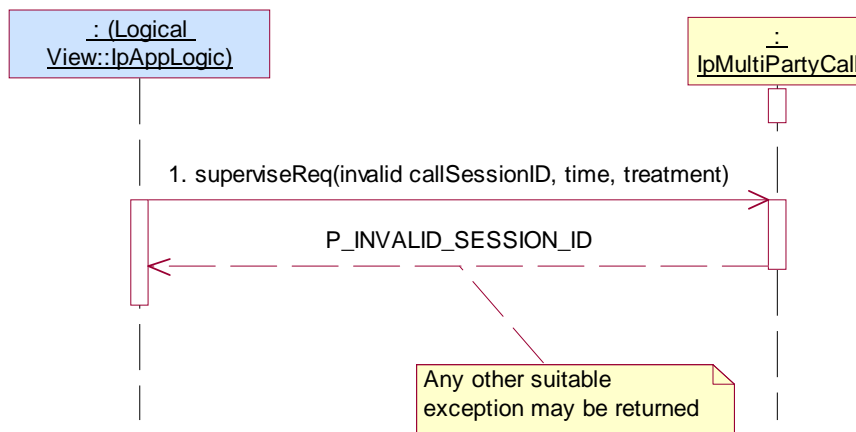 : (Logical
View::IpAppLogic)
:
IpMultiPartyCall
1. superviseReq(invalid callSessionID, time, treatment)
P_INVALID_SESSION_ID
Any other suitable
exception may be returned